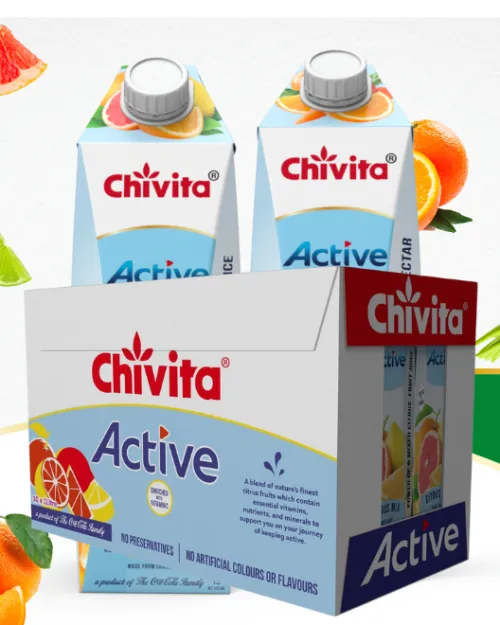 Chivita®
Active
ICE
Chivita®
Active
ECTAR
Chivita®
Active
ENRICHED
WITH
VITAMINS
A blend of nature's finest
citrus fruits which contain
essential vitamins,
nutrients, and minerals to
support you on your journey
of keeping active.
a product of The Coca-Cola Family
NO PRESERVATIVES | NO ARTIFICIAL COLOURS OR FLAVOURS
Chivita®
CITRUS
Active
a product of The Coca-Cola Family